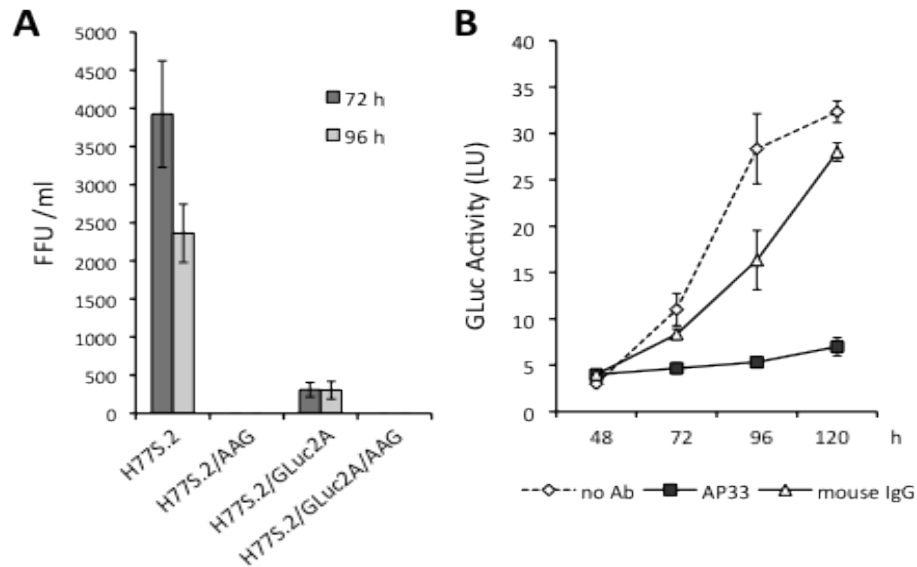 A
FFU /ml
5000
4500
4000
3500
3000
2500
2000
1500
1000
500
0
72 h
96 h
H77S.2
H77S.2/AAG
H77S.2/GLuc2A
H77S.2/GLuc2A/AAG
B
GLuc Activity (LU)
40
35
30
25
20
15
10
5
0
48 72 96 120 h
no Ab AP33 mouse IgG